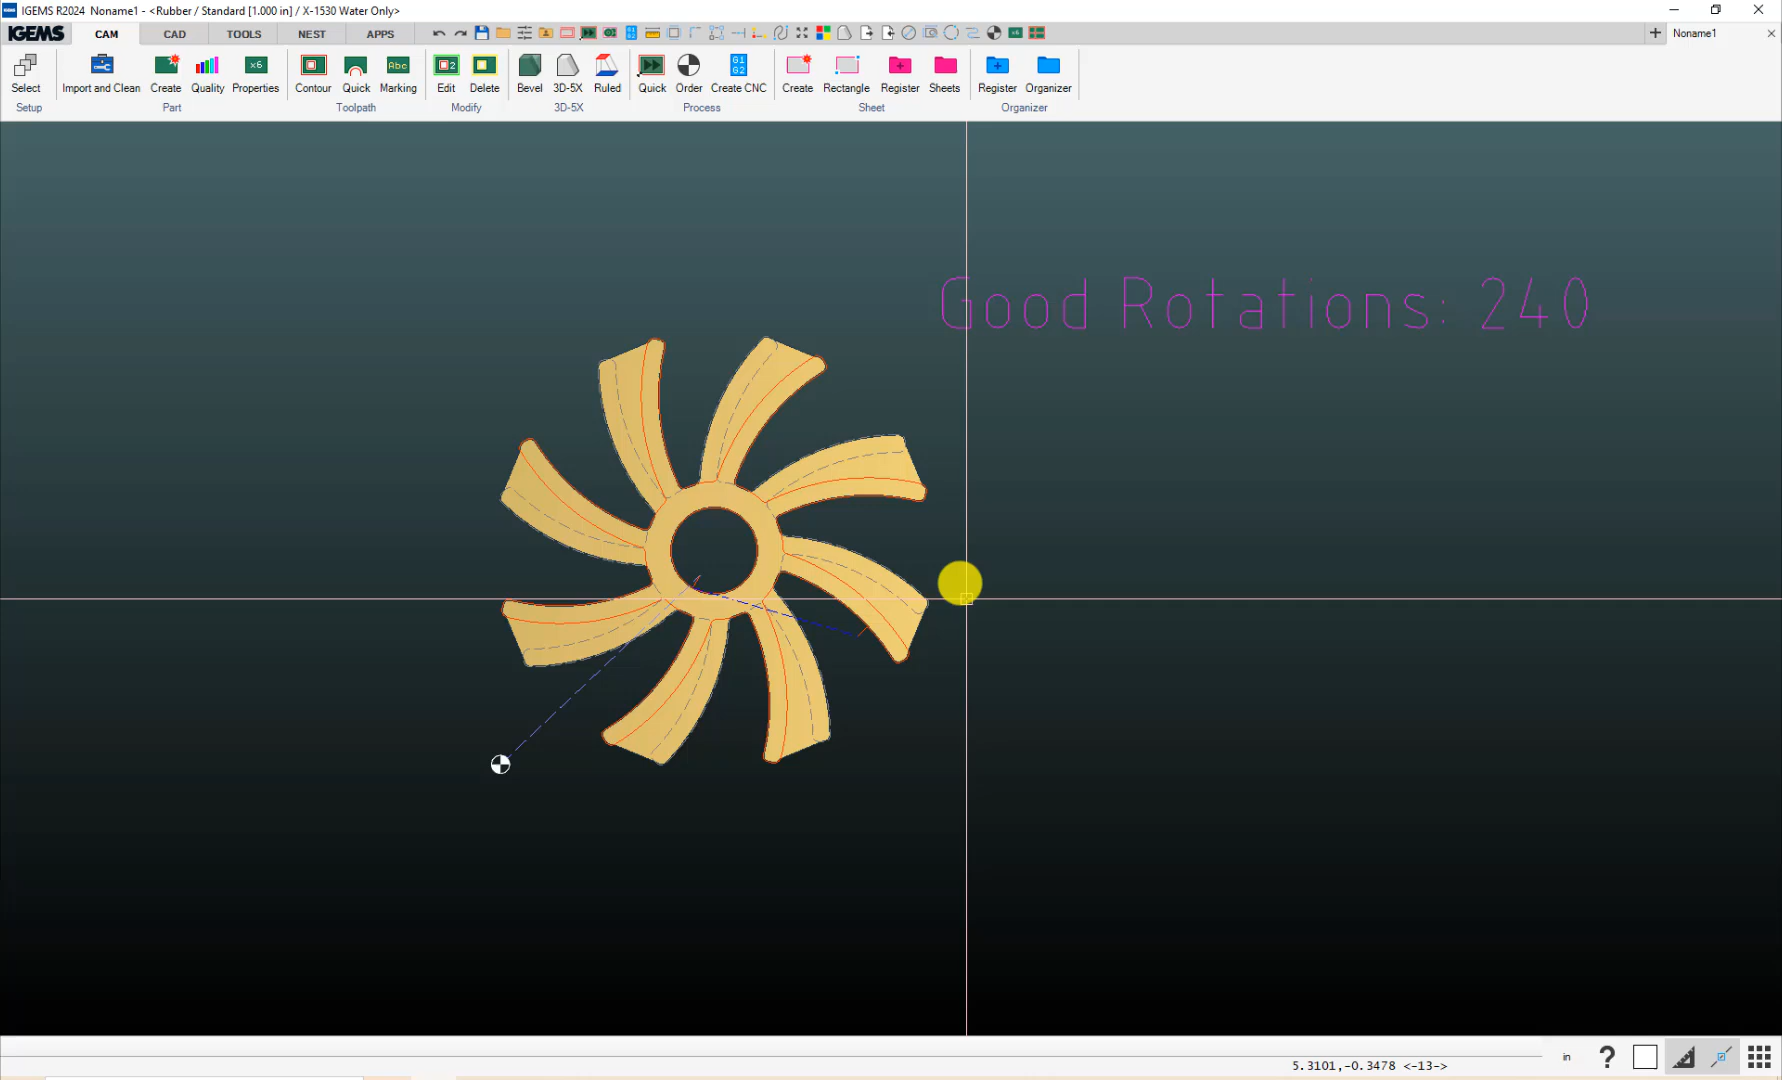 IGEMS R2024 Noname1 - <Rubber / Standard [1.000 in] / X-1530 Water Only>
IGEMS CAM CAD TOOLS NEST APPS Noname1
Select Import and Clean Create Quality Properties Contour Quick Marking Edit Delete Bevel 3D-5X Ruled Quick Order Create CNC Create Rectangle Register Sheets Register Organizer
Setup Part Toolpath Modify 3D-5X Process Sheet Organizer
Good Rotations: 240
5.3101,-0.3478 <-13-> in